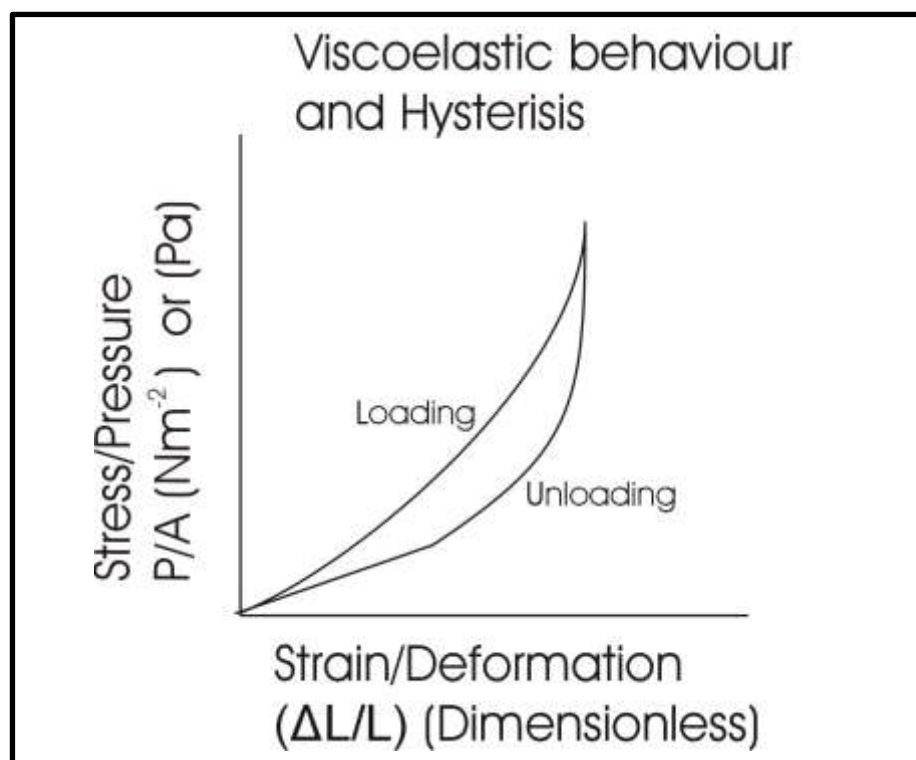 Viscoelastic behaviour
and Hysterisis
Stress/Pressure
P/A (Nm⁻²) or (Pa)
Loading
Unloading
Strain/Deformation
(ΔL/L) (Dimensionless)